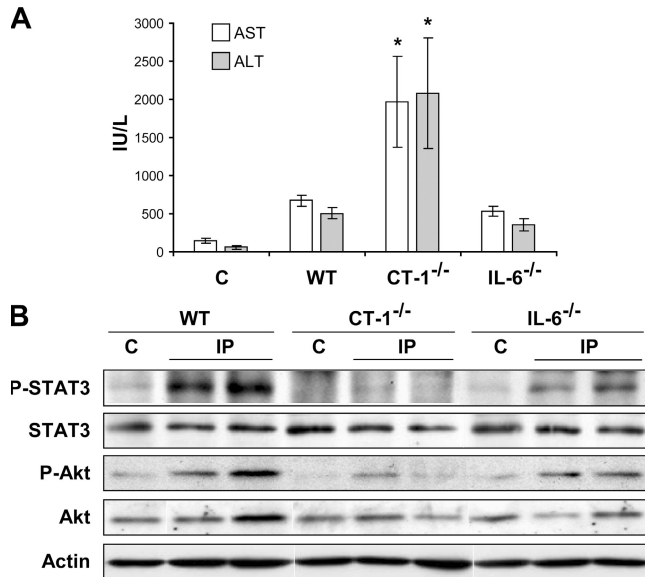 A
3000
2500
2000
1500
1000
500
0
IU/L
AST
ALT
* *
C WT CT-1-/- IL-6-/-
B
WT CT-1-/- IL-6-/-
C IP C IP C IP
P-STAT3
STAT3
P-Akt
Akt
Actin